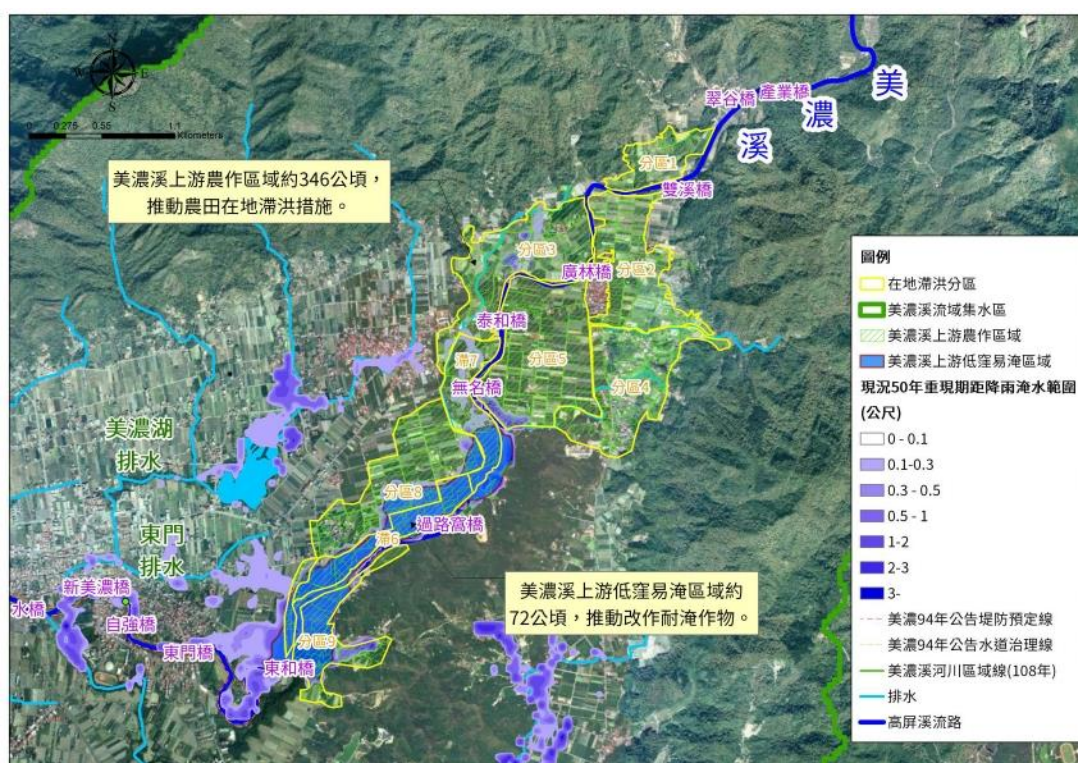 N
W
E
S
0 0.275 0.55 1.1
Kilometers
美濃溪上游農作區域約346公頃，
推動農田在地滯洪措施。
美
濃
溪
翠谷橋
產業橋
分區1
雙溪橋
分區3
廣林橋
分區2
泰和橋
滯7
分區5
無名橋
分區4
美濃湖
排水
分區8
過路窩橋
滯6
東門
排水
新美濃橋
水橋
自強橋
東門橋
分區9
東和橋
美濃溪上游低窪易淹區域約
72公頃，推動改作耐淹作物。
圖例
在地滯洪分區
美濃溪流域集水區
美濃溪上游農作區域
美濃溪上游低窪易淹區域
現況50年重現期距降雨淹水範圍
(公尺)
0 - 0.1
0.1-0.3
0.3 - 0.5
0.5 - 1
1-2
2-3
3-
美濃94年公告堤防預定線
美濃94年公告水道治理線
美濃溪河川區域線(108年)
排水
高屏溪流路